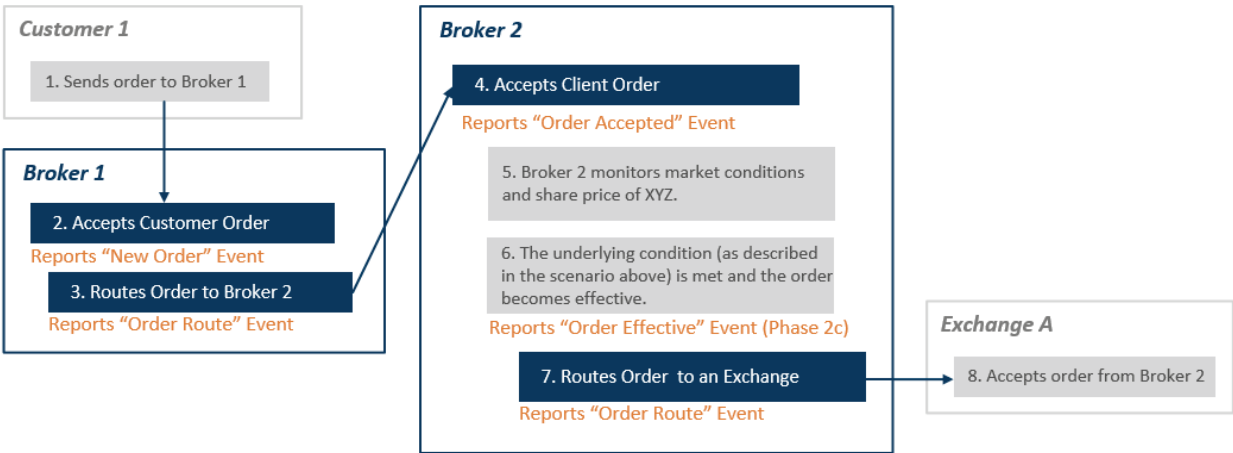 Customer 1
1. Sends order to Broker 1
Broker 1
2. Accepts Customer Order
Reports “New Order” Event
3. Routes Order to Broker 2
Reports “Order Route” Event
Broker 2
4. Accepts Client Order
Reports “Order Accepted” Event
5. Broker 2 monitors market conditions
and share price of XYZ.
6. The underlying condition (as described
in the scenario above) is met and the order
becomes effective.
Reports “Order Effective” Event (Phase 2c)
7. Routes Order to an Exchange
Reports “Order Route” Event
Exchange A
8. Accepts order from Broker 2